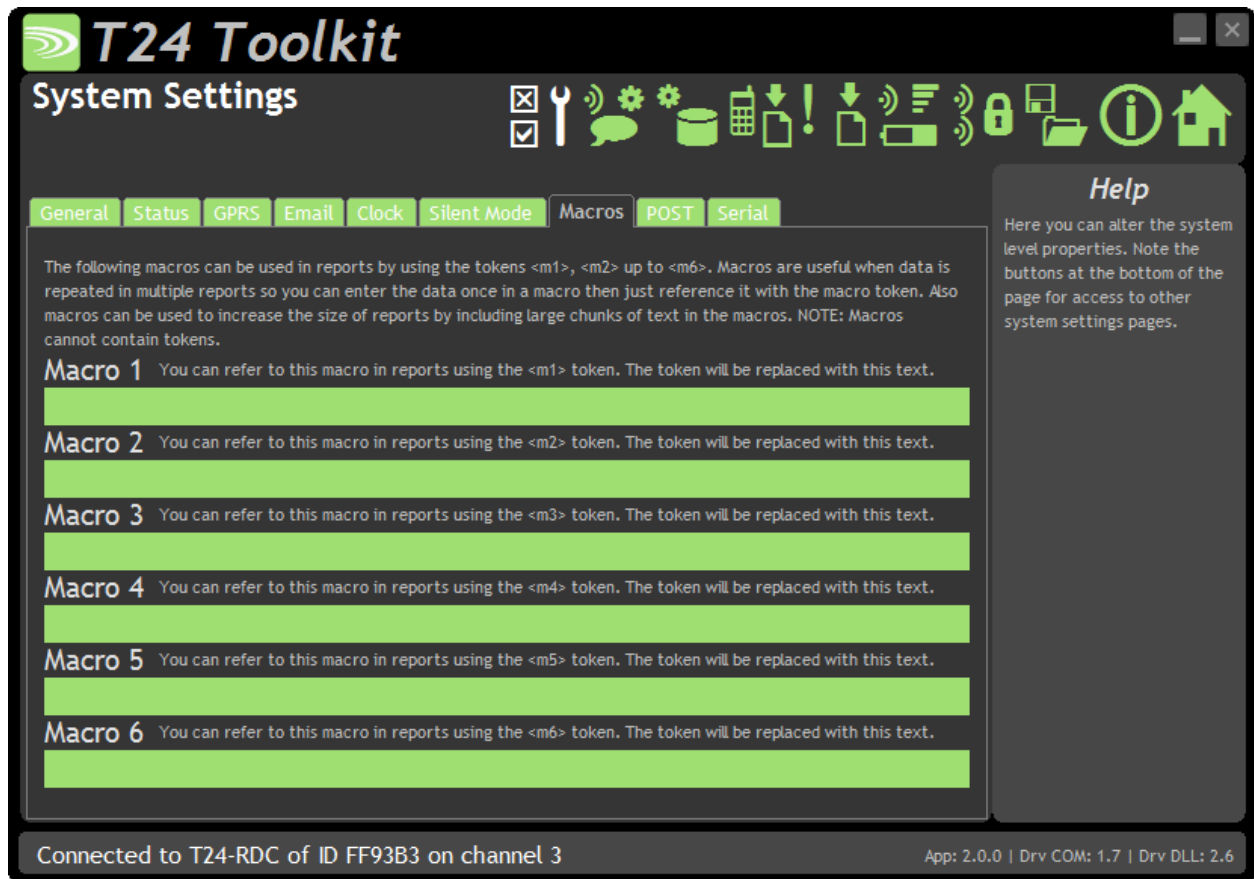 T24 Toolkit
System Settings
General Status GPRS Email Clock Silent Mode Macros POST Serial
The following macros can be used in reports by using the tokens <m1>, <m2> up to <m6>. Macros are useful when data is
repeated in multiple reports so you can enter the data once in a macro then just reference it with the macro token. Also
macros can be used to increase the size of reports by including large chunks of text in the macros. NOTE: Macros
cannot contain tokens.
Macro 1 You can refer to this macro in reports using the <m1> token. The token will be replaced with this text.
Macro 2 You can refer to this macro in reports using the <m2> token. The token will be replaced with this text.
Macro 3 You can refer to this macro in reports using the <m3> token. The token will be replaced with this text.
Macro 4 You can refer to this macro in reports using the <m4> token. The token will be replaced with this text.
Macro 5 You can refer to this macro in reports using the <m5> token. The token will be replaced with this text.
Macro 6 You can refer to this macro in reports using the <m6> token. The token will be replaced with this text.
Help
Here you can alter the system
level properties. Note the
buttons at the bottom of the
page for access to other
system settings pages.
Connected to T24-RDC of ID FF93B3 on channel 3
App: 2.0.0 | Drv COM: 1.7 | Drv DLL: 2.6